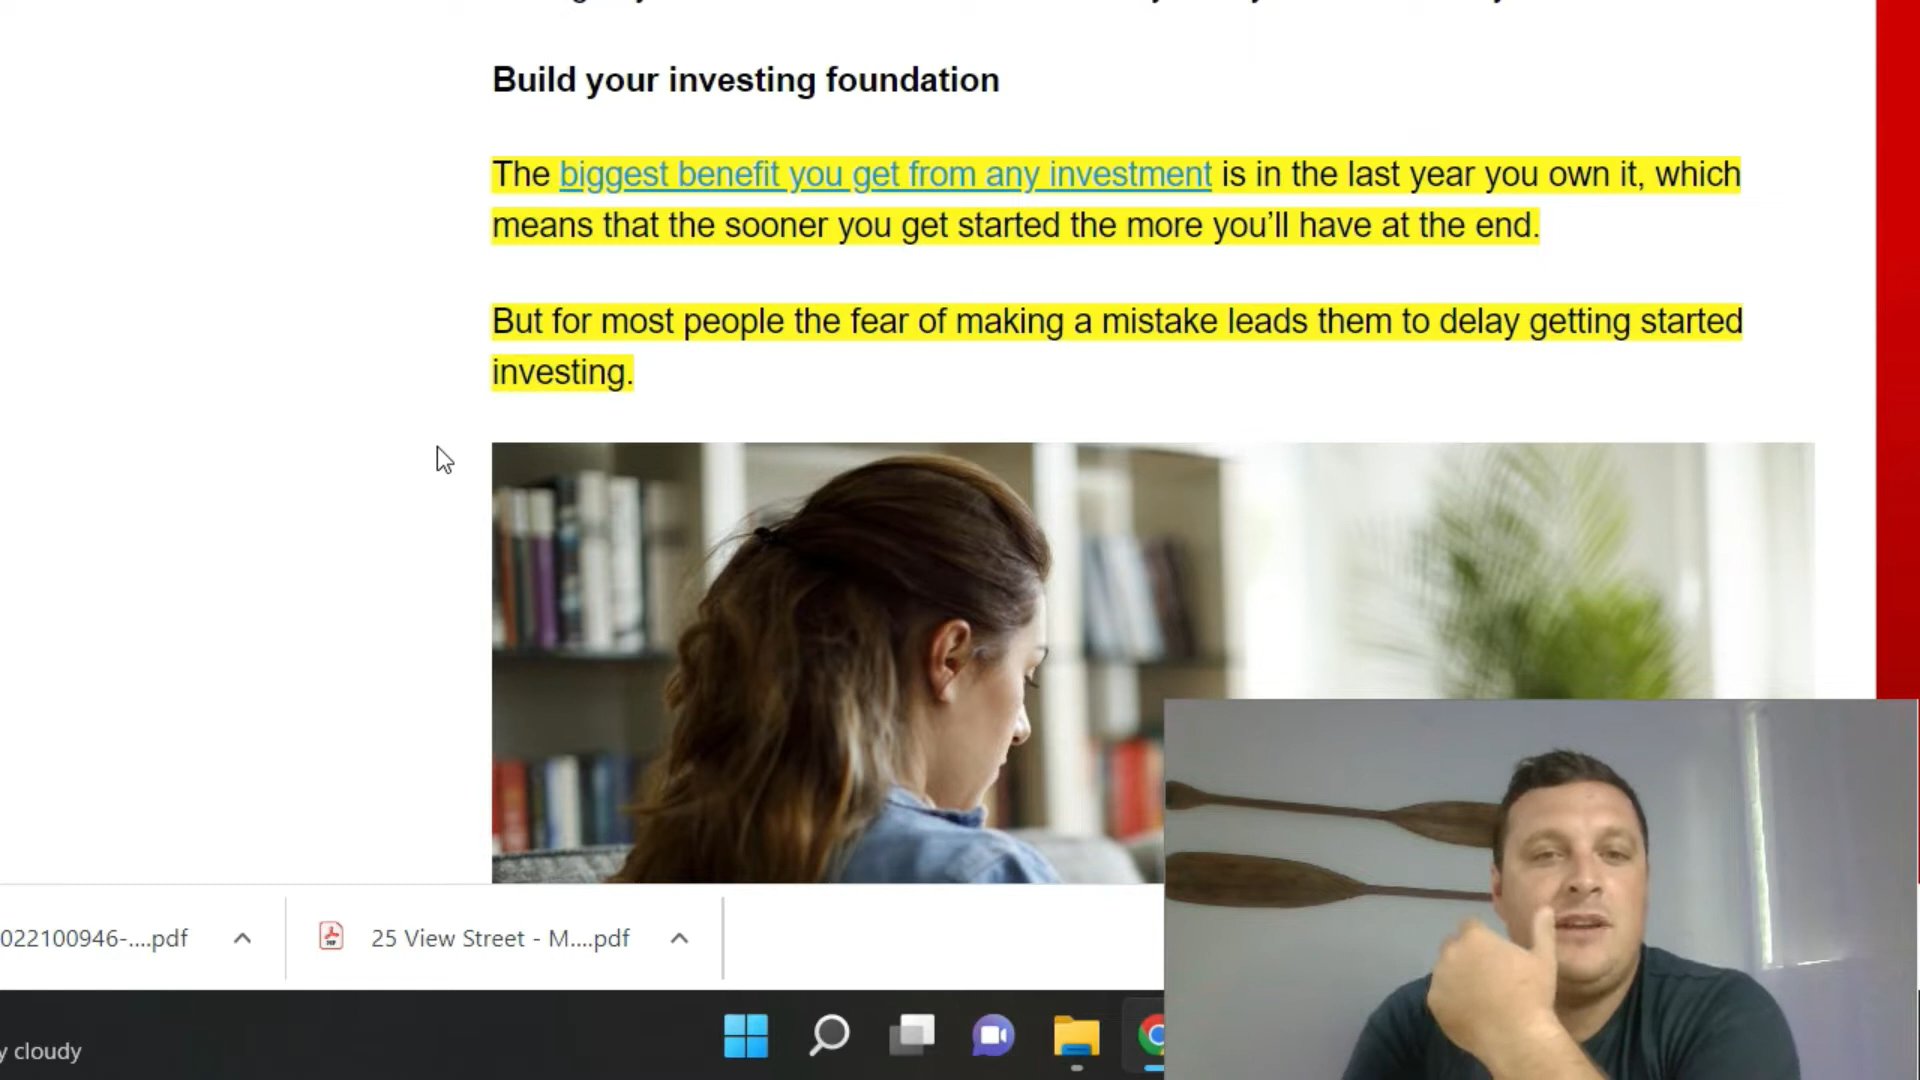 Build your investing foundation
The biggest benefit you get from any investment is in the last year you own it, which
means that the sooner you get started the more you’ll have at the end.
But for most people the fear of making a mistake leads them to delay getting started
investing.
022100946-....pdf
25 View Street - M....pdf
y cloudy